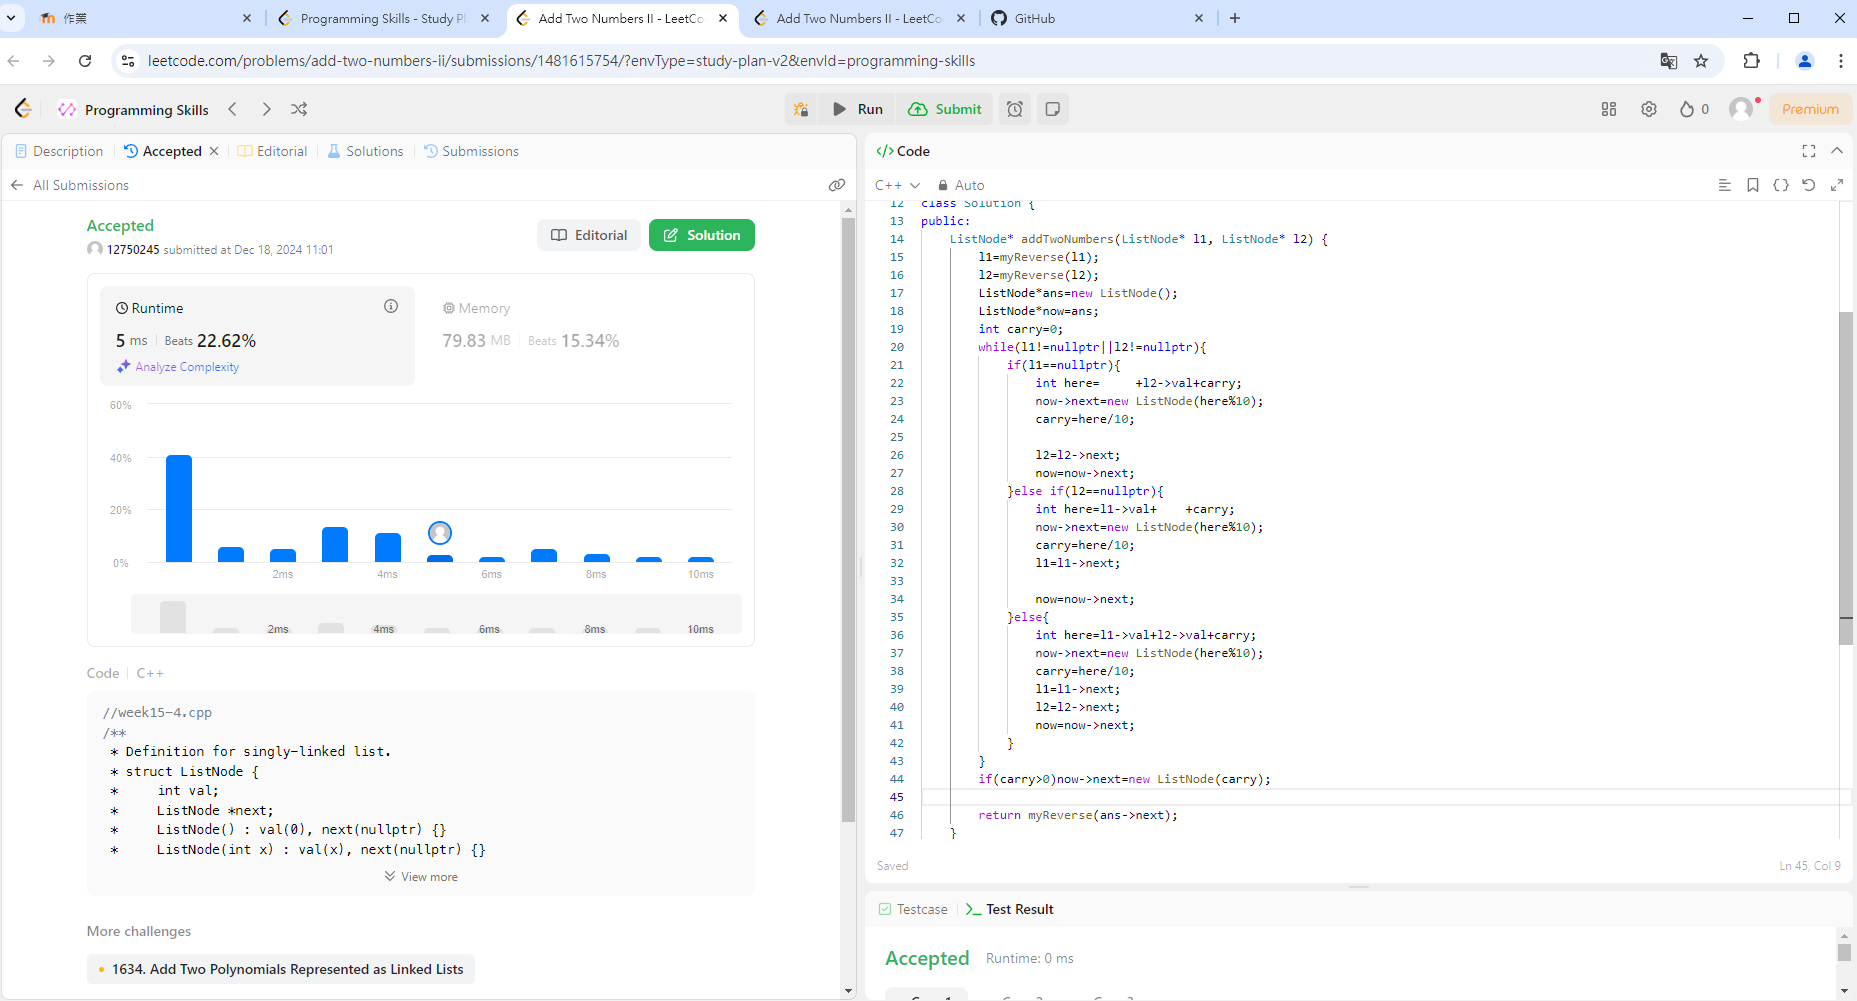 作業
Programming Skills - Study Pl
Add Two Numbers II - LeetCo
Add Two Numbers II - LeetCo
GitHub
leetcode.com/problems/add-two-numbers-ii/submissions/1481615754/?envType=study-plan-v2&envId=programming-skills
Programming Skills
Run
Submit
0
Premium
Description
Accepted
Editorial
Solutions
Submissions
All Submissions
Accepted
12750245 submitted at Dec 18, 2024 11:01
Editorial
Solution
Runtime
5 ms | Beats 22.62%
Analyze Complexity
Memory
79.83 MB | Beats 15.34%
60%
40%
20%
0%
2ms 4ms 6ms 8ms 10ms
2ms 4ms 6ms 8ms 10ms
Code | C++
//week15-4.cpp
/**
 * Definition for singly-linked list.
 * struct ListNode {
 *     int val;
 *     ListNode *next;
 *     ListNode() : val(0), next(nullptr) {}
 *     ListNode(int x) : val(x), next(nullptr) {}
View more
More challenges
1634. Add Two Polynomials Represented as Linked Lists
</> Code
C++
Auto
12 class Solution {
13 public:
14     ListNode* addTwoNumbers(ListNode* l1, ListNode* l2) {
15         l1=myReverse(l1);
16         l2=myReverse(l2);
17         ListNode*ans=new ListNode();
18         ListNode*now=ans;
19         int carry=0;
20         while(l1!=nullptr||l2!=nullptr){
21             if(l1==nullptr){
22                 int here=     +l2->val+carry;
23                 now->next=new ListNode(here%10);
24                 carry=here/10;
25
26                 l2=l2->next;
27                 now=now->next;
28             }else if(l2==nullptr){
29                 int here=l1->val+    +carry;
30                 now->next=new ListNode(here%10);
31                 carry=here/10;
32                 l1=l1->next;
33
34                 now=now->next;
35             }else{
36                 int here=l1->val+l2->val+carry;
37                 now->next=new ListNode(here%10);
38                 carry=here/10;
39                 l1=l1->next;
40                 l2=l2->next;
41                 now=now->next;
42             }
43         }
44         if(carry>0)now->next=new ListNode(carry);
45
46         return myReverse(ans->next);
47     }
Saved
Ln 45, Col 9
Testcase
Test Result
Accepted
Runtime: 0 ms